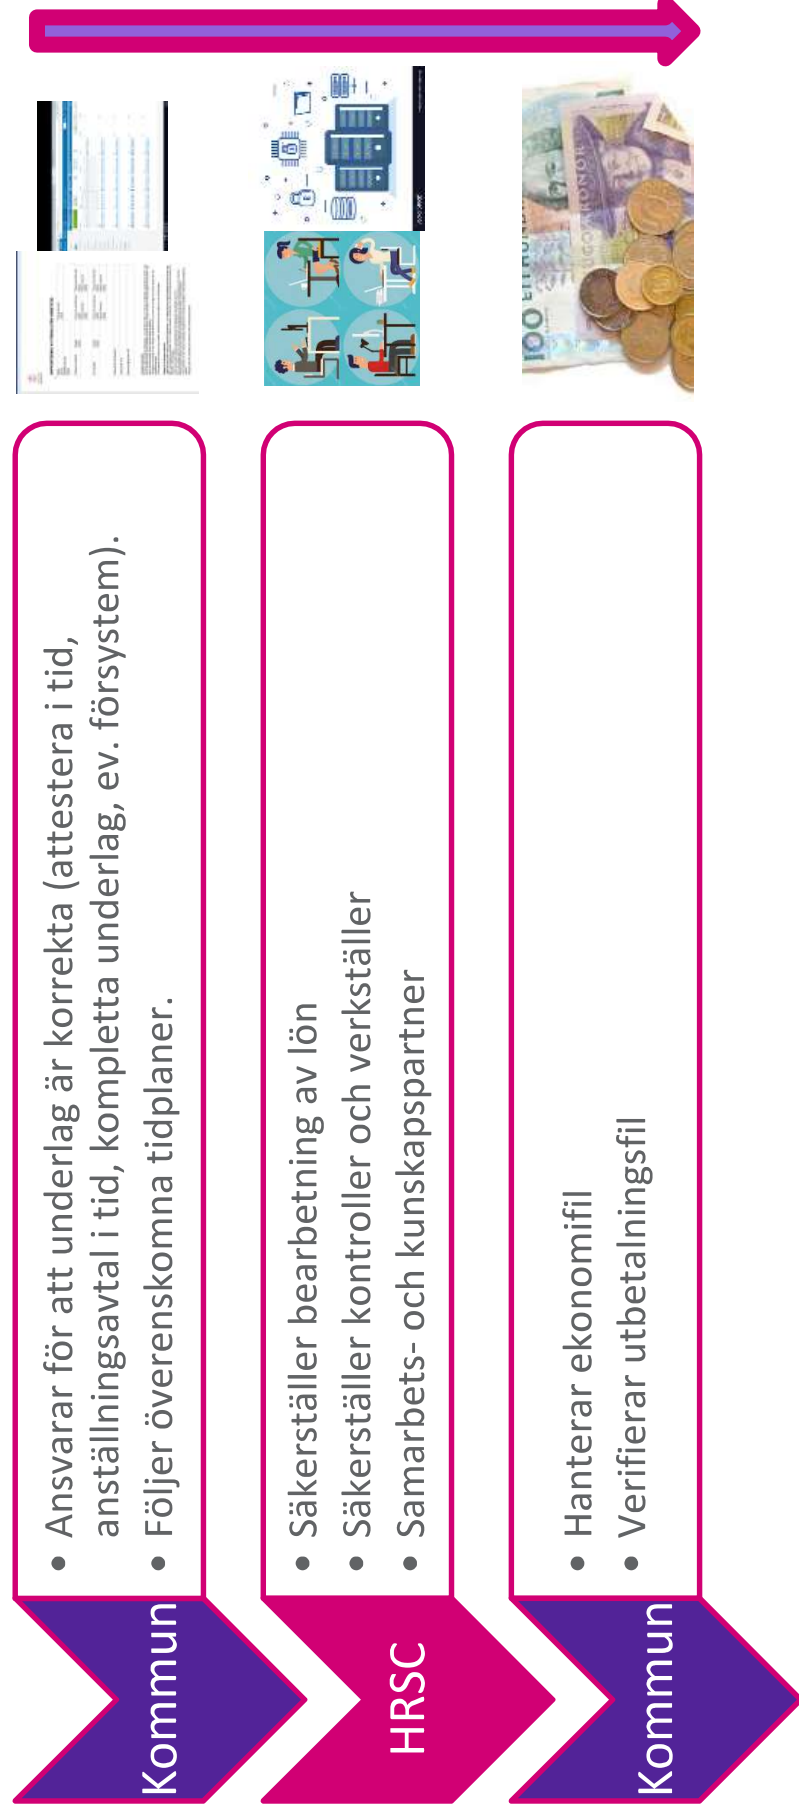 Kommun
• Ansvarar för att underlag är korrekta (attestera i tid,
anställningsavtal i tid, kompletta underlag, ev. försystem).
• Följer överenskomna tidplaner.
HRSC
• Säkerställer bearbetning av lön
• Säkerställer kontroller och verkställer
• Samarbets- och kunskapspartner
Kommun
• Hanterar ekonomifil
• Verifierar utbetalningsfil
100